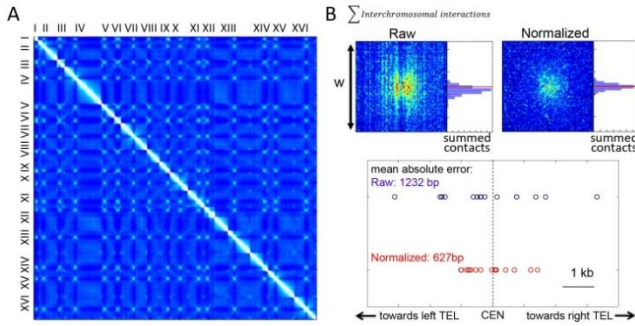 A
I II III IV V VI VII VIII IX X XI XII XIII XIV XV XVI
I
II
III
IV
V
VI
VII
VIII
IX
X
XI
XII
XIII
XIV
XV
XVI
B
∑ Interchromosomal interactions
Raw Normalized
W
summed
contacts
summed
contacts
mean absolute error:
Raw: 1232 bp
Normalized: 627bp
1 kb
towards left TEL CEN towards right TEL